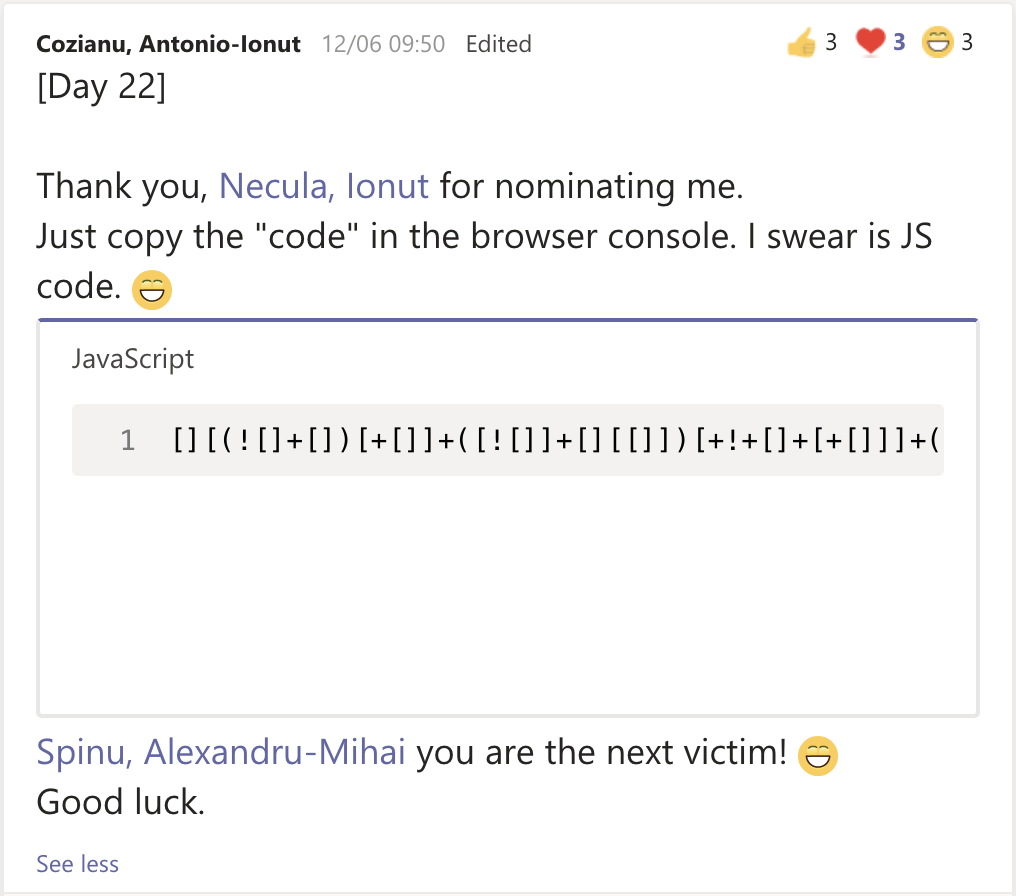 Cozianu, Antonio-Ionut 12/06 09:50 Edited 3 3 3
[Day 22]
Thank you, Necula, Ionut for nominating me.
Just copy the "code" in the browser console. I swear is JS
code.
JavaScript
1 [][(![]+[])[+[]]+([![]]+[][[]])[+!+[]+[+[]]]+(
Spinu, Alexandru-Mihai you are the next victim!
Good luck.
See less